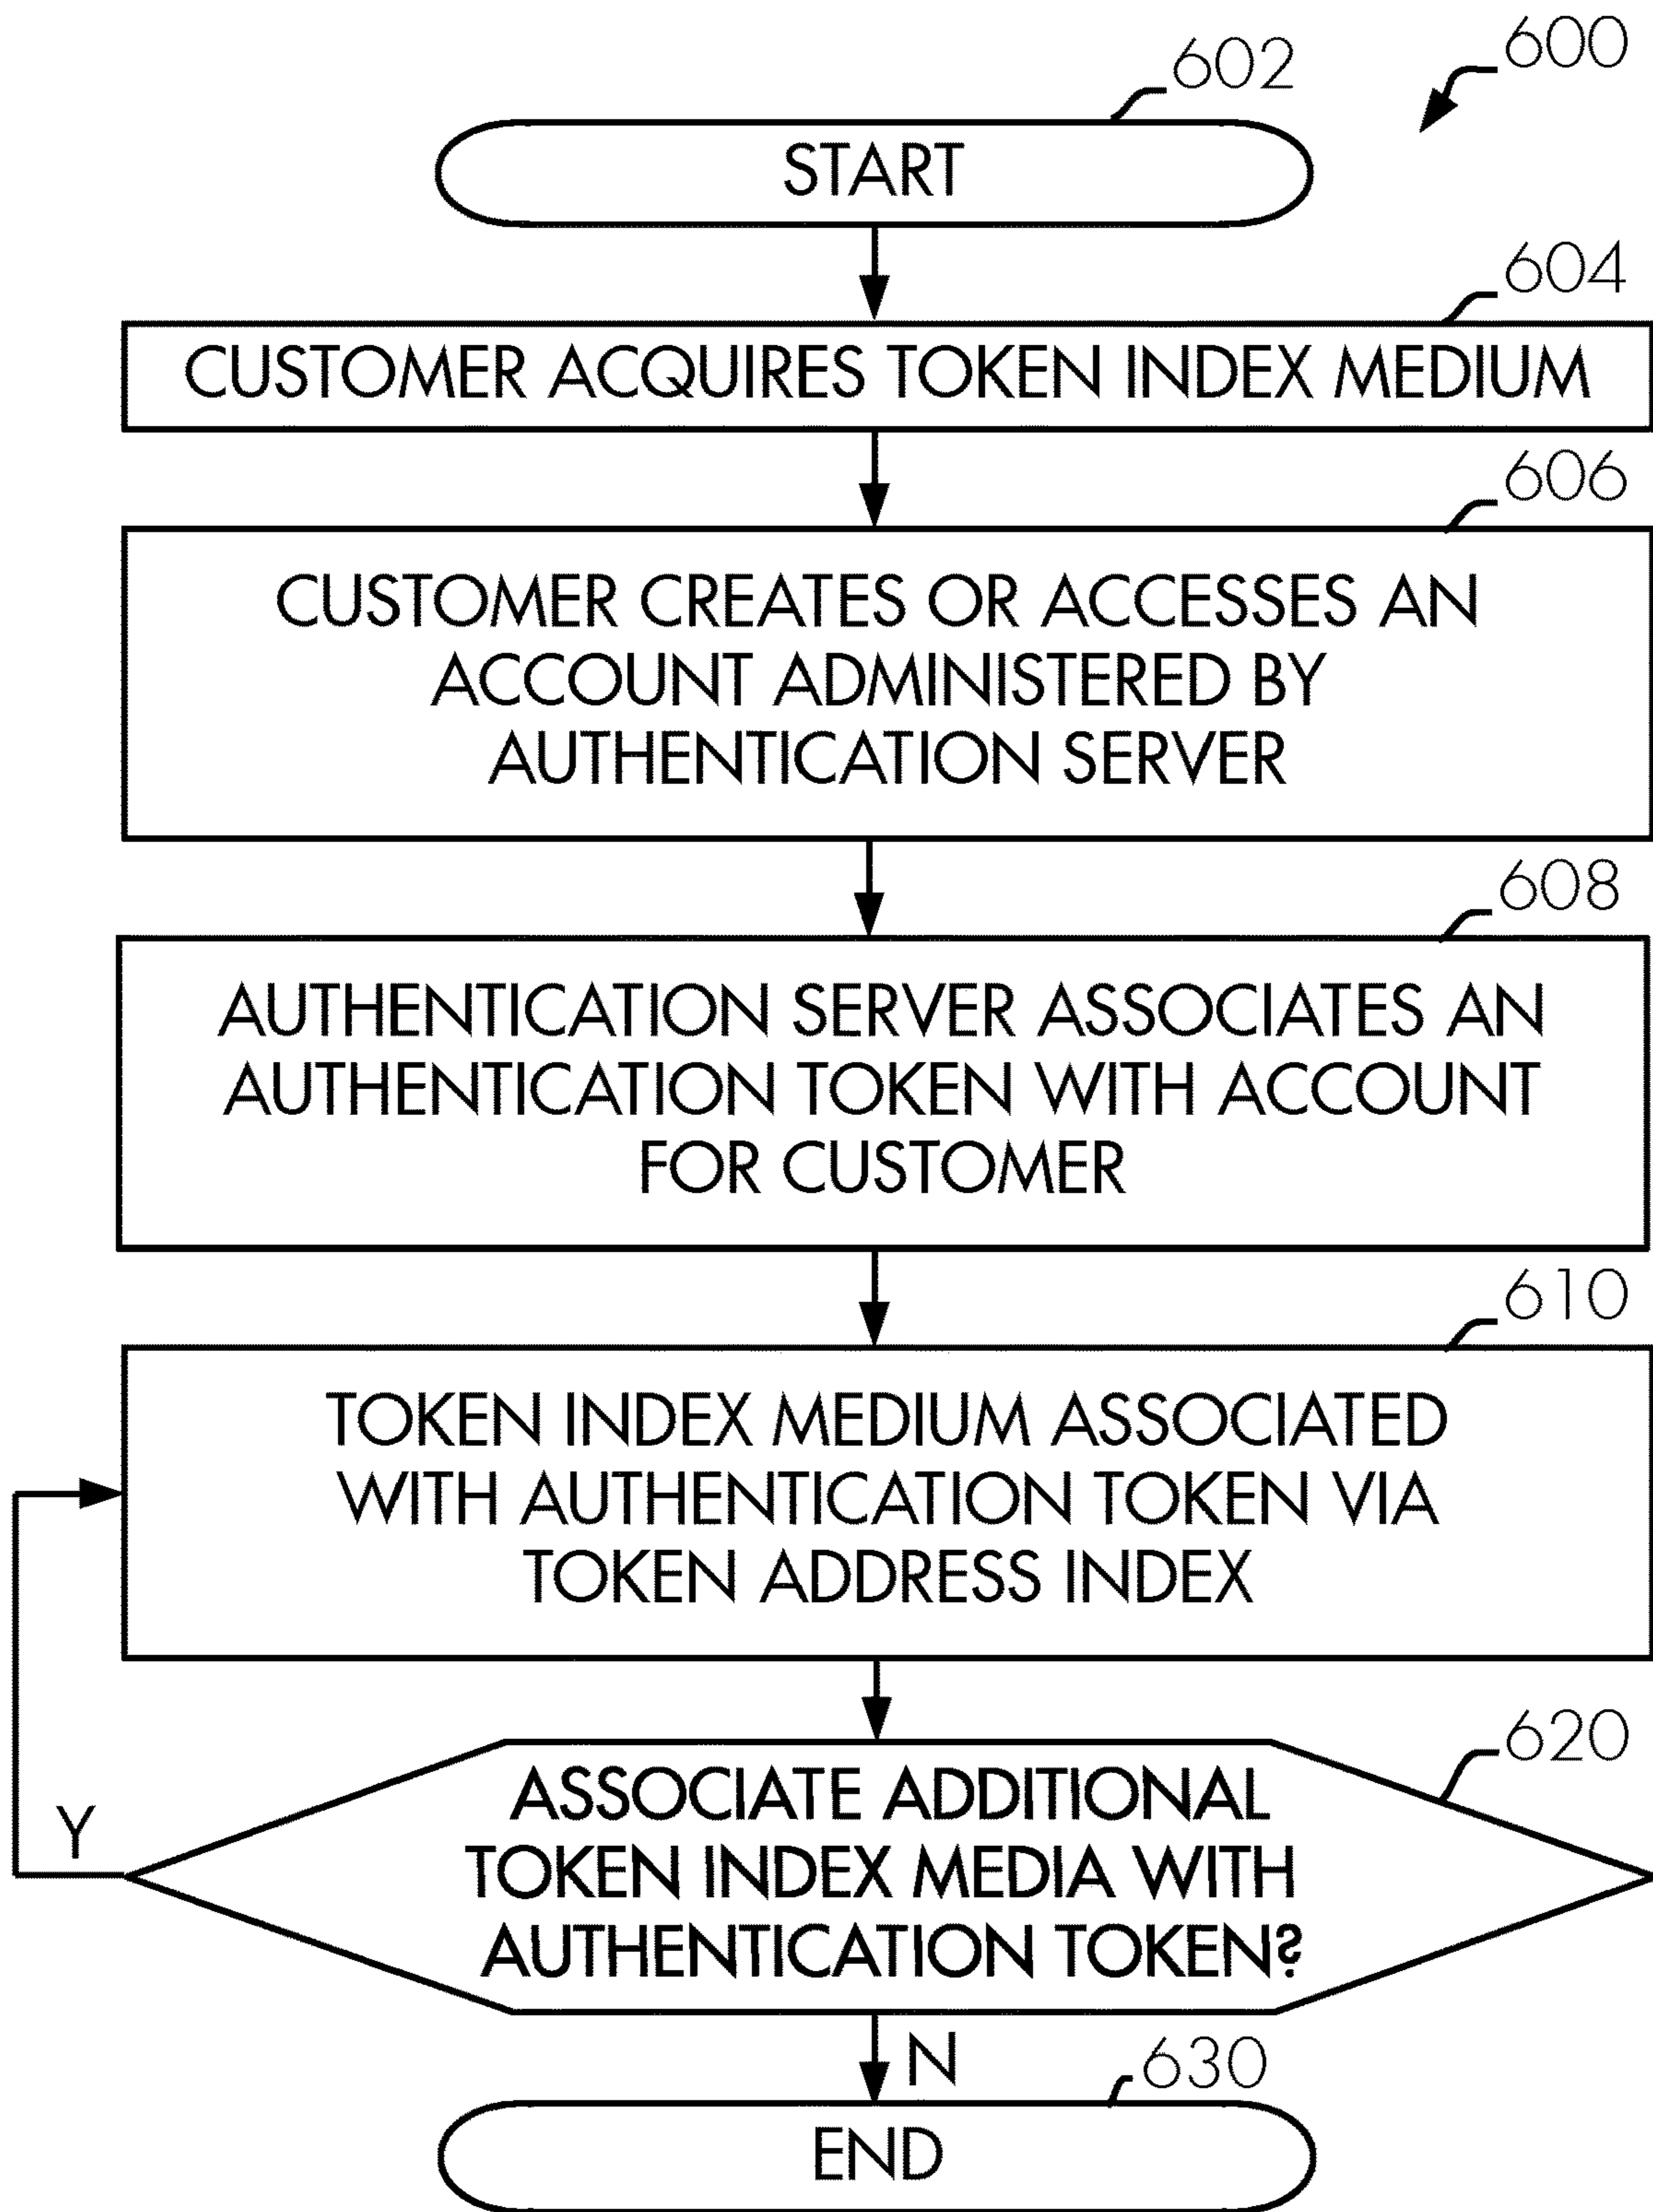 600
602
START
604
CUSTOMER ACQUIRES TOKEN INDEX MEDIUM
606
CUSTOMER CREATES OR ACCESSES AN
ACCOUNT ADMINISTERED BY
AUTHENTICATION SERVER
608
AUTHENTICATION SERVER ASSOCIATES AN
AUTHENTICATION TOKEN WITH ACCOUNT
FOR CUSTOMER
610
TOKEN INDEX MEDIUM ASSOCIATED
WITH AUTHENTICATION TOKEN VIA
TOKEN ADDRESS INDEX
620
ASSOCIATE ADDITIONAL
TOKEN INDEX MEDIA WITH
AUTHENTICATION TOKEN?
Y
N
630
END